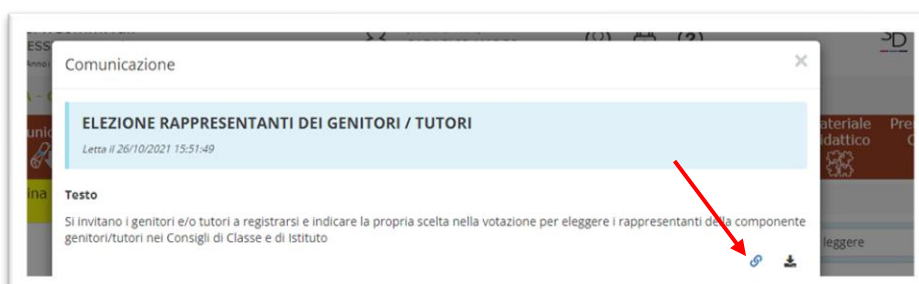 ESS
Comunicazione
ELEZIONE RAPPRESENTANTI DEI GENITORI / TUTORI
Letta il 26/10/2021 15:51:49
Testo
Si invitano i genitori e/o tutori a registrarsi e indicare la propria scelta nella votazione per eleggere i rappresentanti della componente
genitori/tutori nei Consigli di Classe e di Istituto
ateriale Pre
idattico
leggere